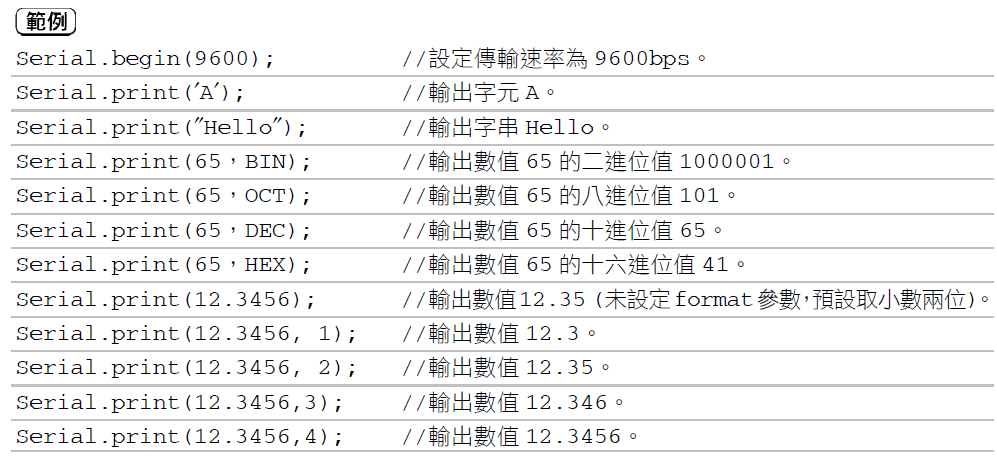 範例
Serial.begin(9600); //設定傳輸速率為 9600bps。
Serial.print(′A′); //輸出字元 A。
Serial.print(″Hello″); //輸出字串 Hello。
Serial.print(65，BIN); //輸出數值 65 的二進位值 1000001。
Serial.print(65，OCT); //輸出數值 65 的八進位值 101。
Serial.print(65，DEC); //輸出數值 65 的十進位值 65。
Serial.print(65，HEX); //輸出數值 65 的十六進位值 41。
Serial.print(12.3456); //輸出數值 12.35 (未設定 format 參數，預設取小數兩位)。
Serial.print(12.3456, 1); //輸出數值 12.3。
Serial.print(12.3456, 2); //輸出數值 12.35。
Serial.print(12.3456,3); //輸出數值 12.346。
Serial.print(12.3456,4); //輸出數值 12.3456。